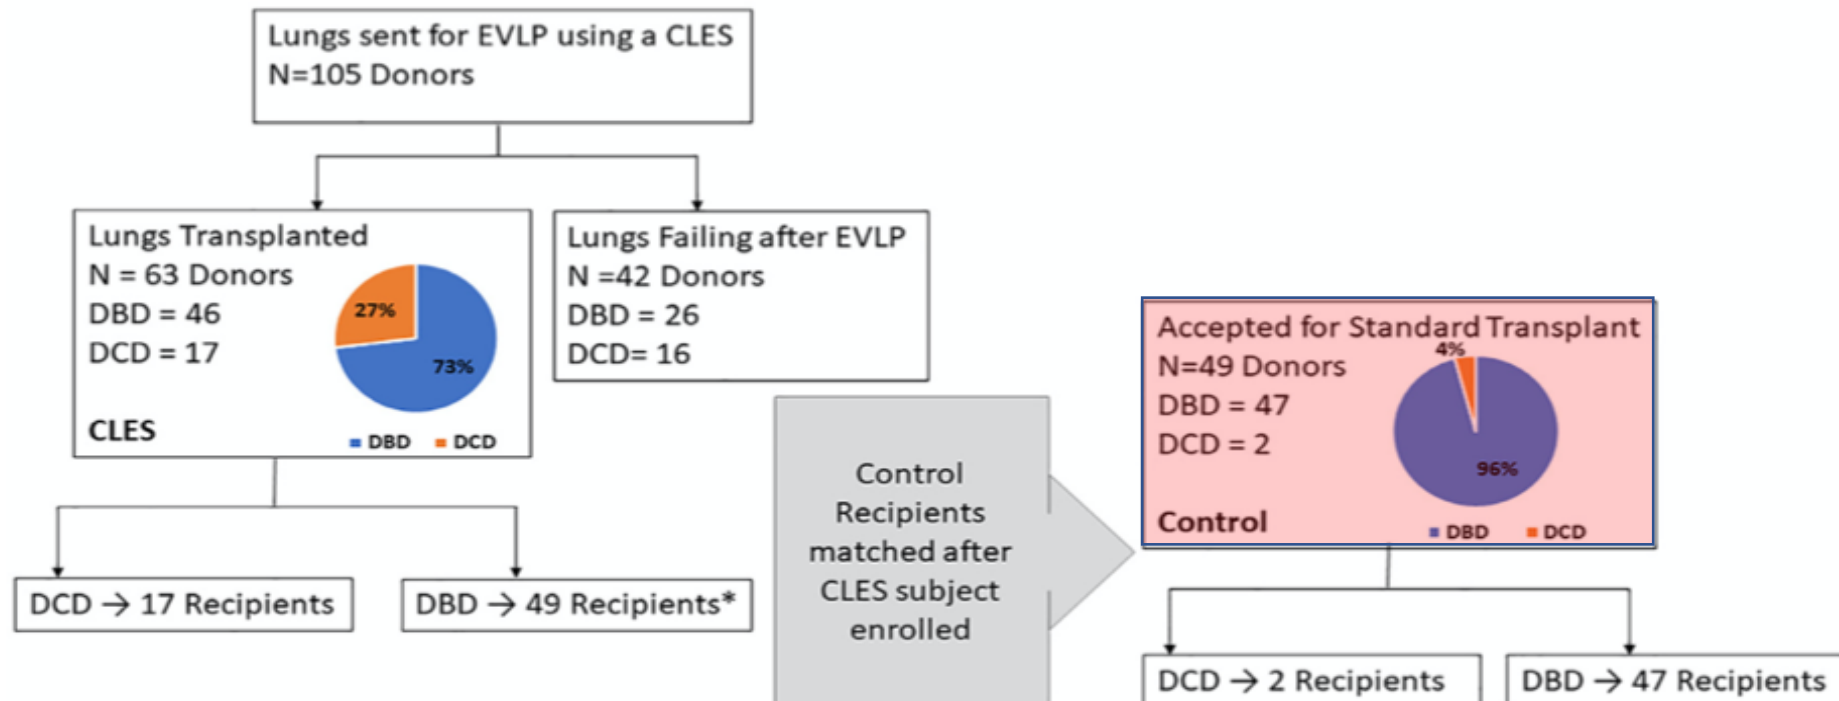 Lungs sent for EVLP using a CLES
N=105 Donors
Lungs Transplanted
N = 63 Donors
DBD = 46
DCD = 17
CLES
27%
73%
DBD DCD
Lungs Failing after EVLP
N =42 Donors
DBD = 26
DCD= 16
DCD → 17 Recipients
DBD → 49 Recipients*
Control
Recipients
matched after
CLES subject
enrolled
Accepted for Standard Transplant
N=49 Donors
DBD = 47
DCD = 2
Control
4%
96%
DBD DCD
DCD → 2 Recipients
DBD → 47 Recipients